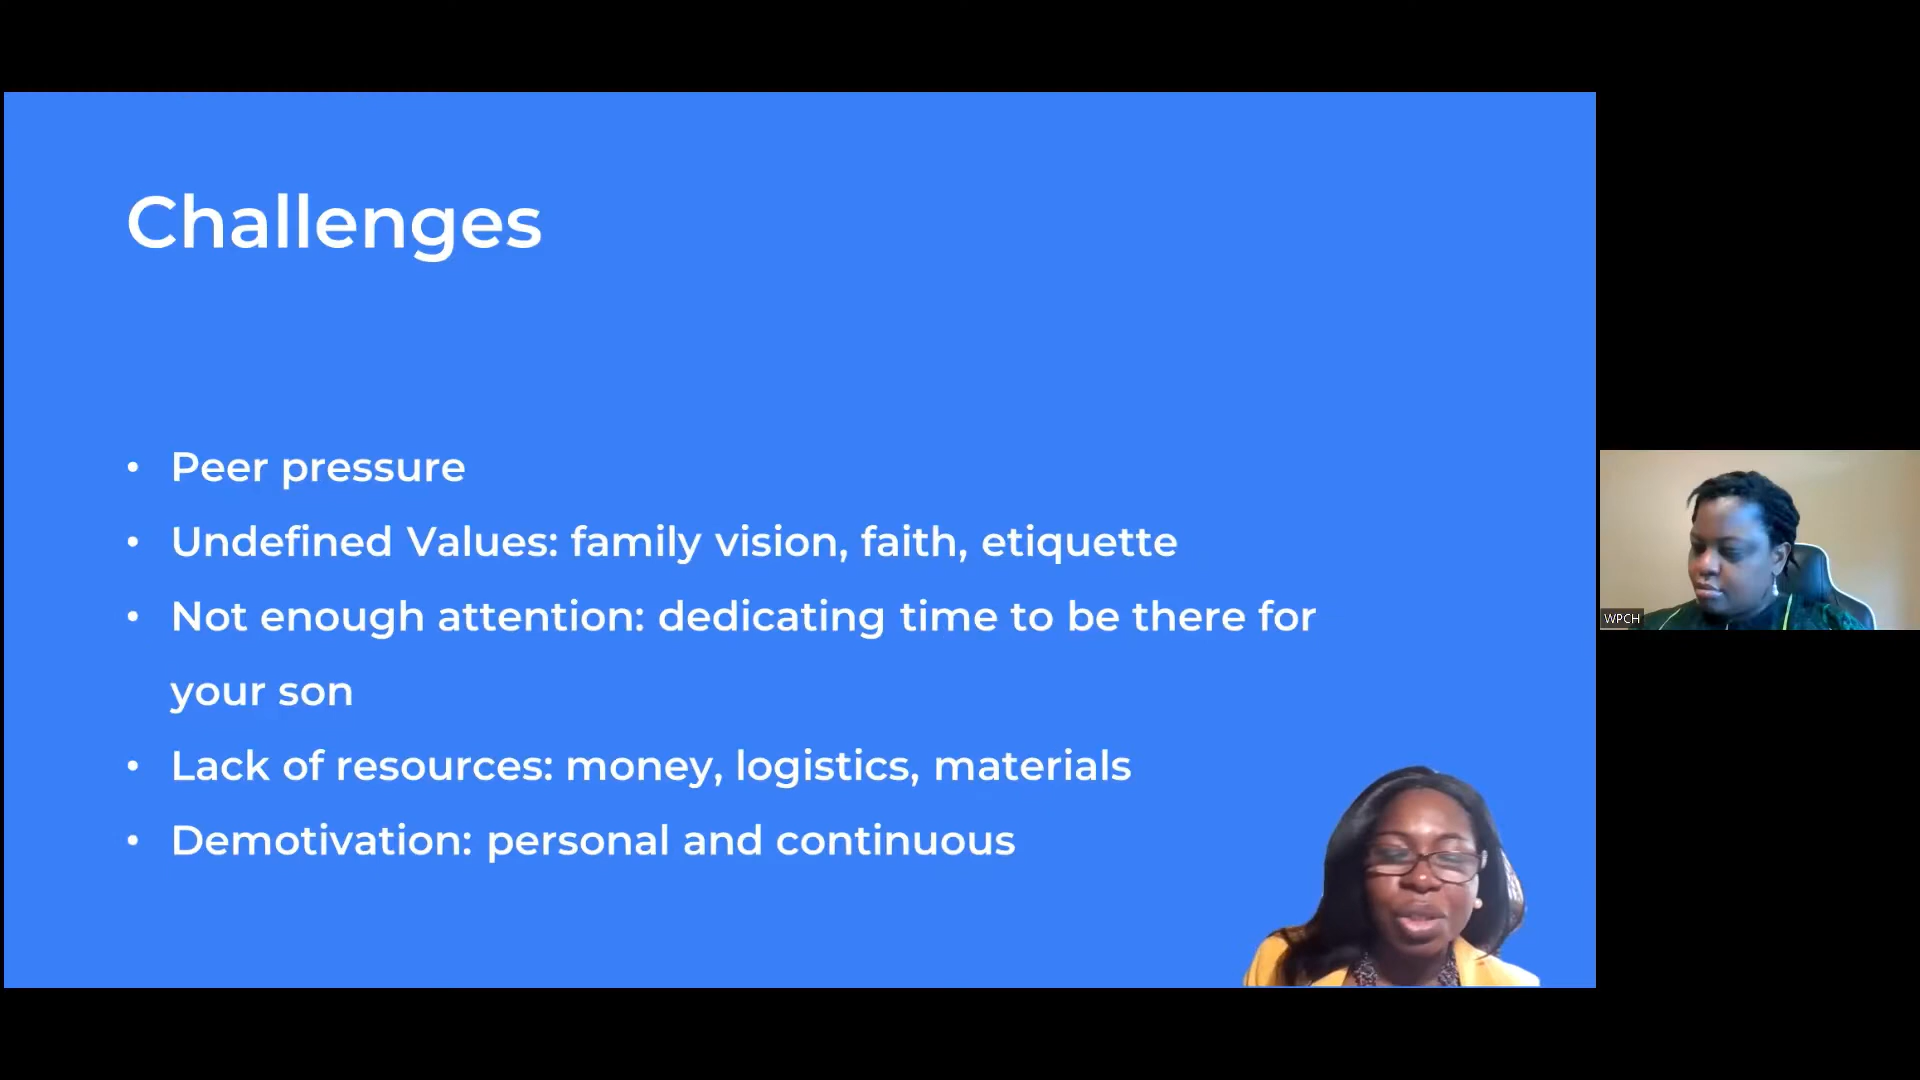 Challenges
• Peer pressure
• Undefined Values: family vision, faith, etiquette
• Not enough attention: dedicating time to be there for
your son
• Lack of resources: money, logistics, materials
• Demotivation: personal and continuous
WPCH